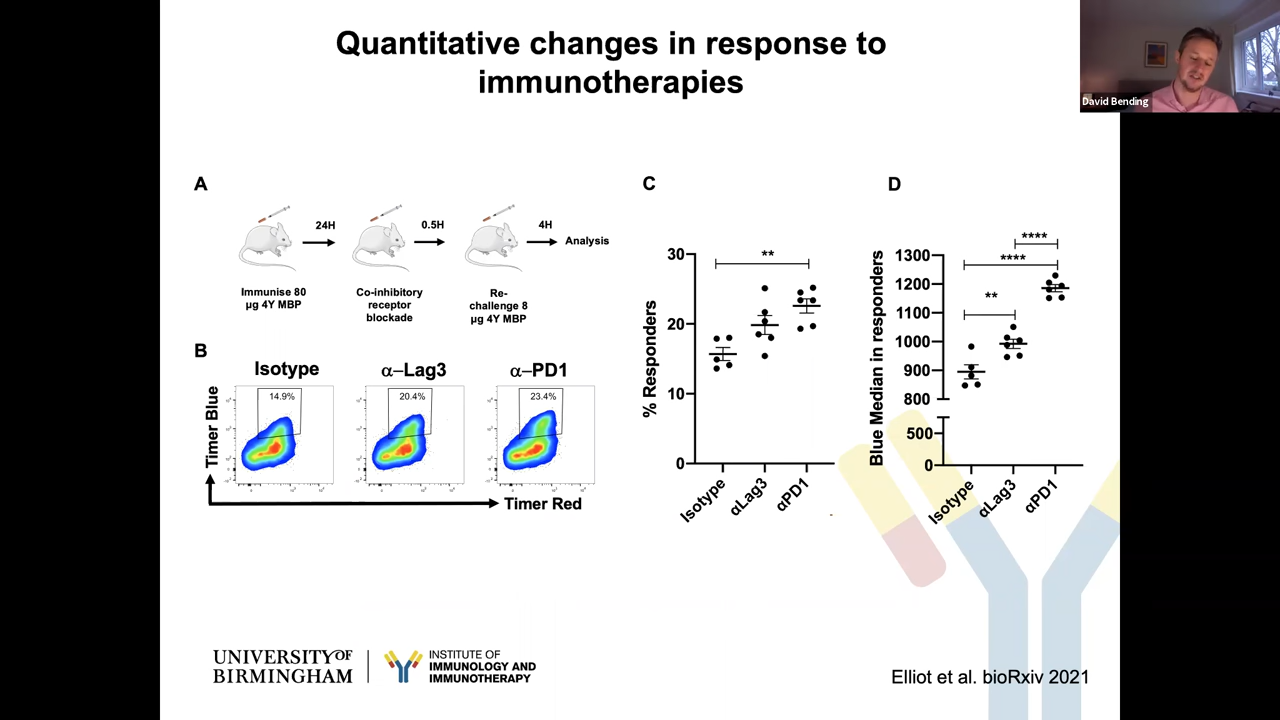 Quantitative changes in response to
immunotherapies
David Bending
A
24H
0.5H
4H
Analysis
Immunise 80
µg 4Y MBP
Co-inhibitory
receptor
blockade
Re-
challenge 8
µg 4Y MBP
B
Isotype
α–Lag3
α–PD1
14.9%
20.4%
23.4%
Timer Blue
Timer Red
C
**
30
20
10
0
% Responders
Isotype
αLag3
αPD1
D
****
****
**
1300
1200
1100
1000
900
800
500
0
Blue Median in responders
Isotype
αLag3
αPD1
UNIVERSITY OF
BIRMINGHAM
INSTITUTE OF
IMMUNOLOGY AND
IMMUNOTHERAPY
Elliot et al. bioRxiv 2021